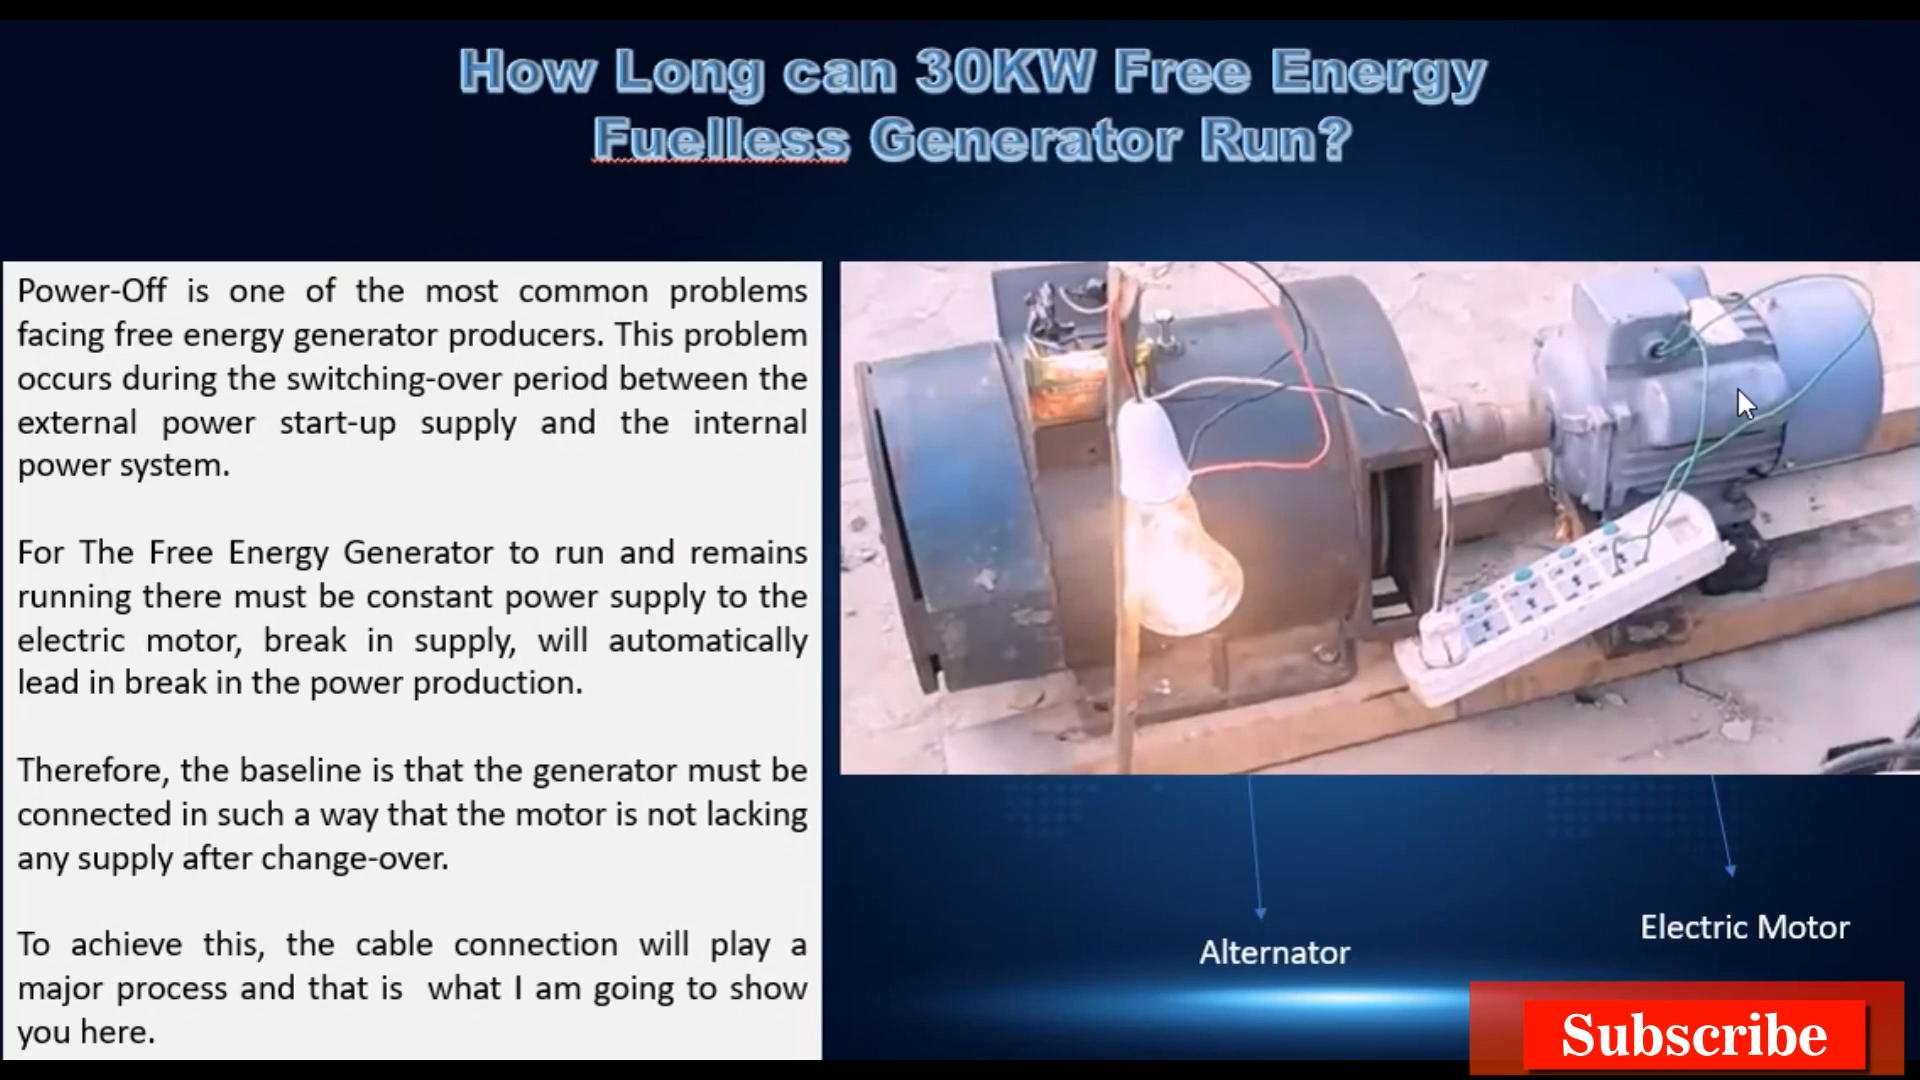 How Long can 30KW Free Energy
Fuelless Generator Run?
Power-Off is one of the most common problems
facing free energy generator producers. This problem
occurs during the switching-over period between the
external power start-up supply and the internal
power system.
For The Free Energy Generator to run and remains
running there must be constant power supply to the
electric motor, break in supply, will automatically
lead in break in the power production.
Therefore, the baseline is that the generator must be
connected in such a way that the motor is not lacking
any supply after change-over.
To achieve this, the cable connection will play a
major process and that is what I am going to show
you here.
Alternator
Electric Motor
Subscribe